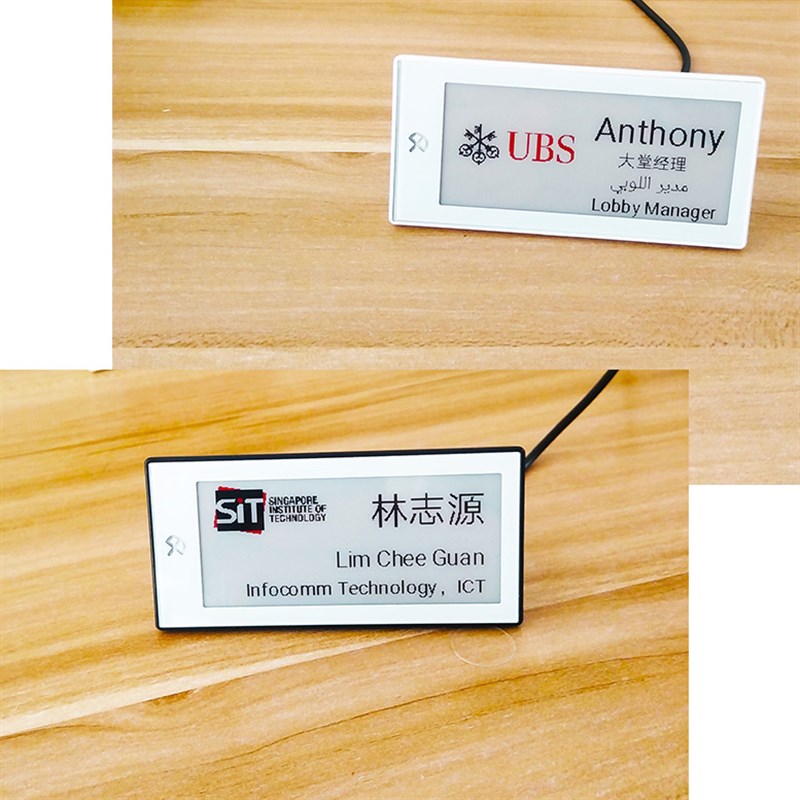 UBS
Anthony
大堂经理
مدير اللوبي
Lobby Manager
SiT
SINGAPORE
INSTITUTE OF
TECHNOLOGY
林志源
Lim Chee Guan
Infocomm Technology, ICT